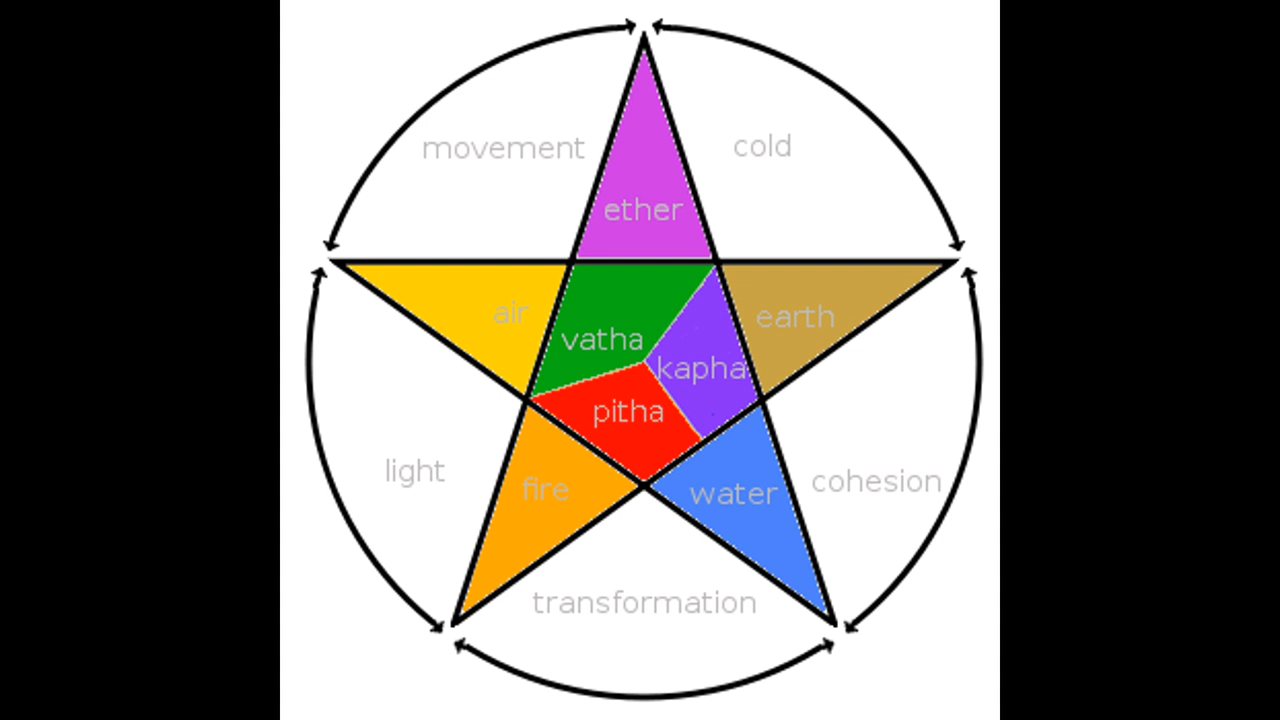 movement
cold
ether
air
vatha
earth
kapha
pitha
light
fire
water
cohesion
transformation